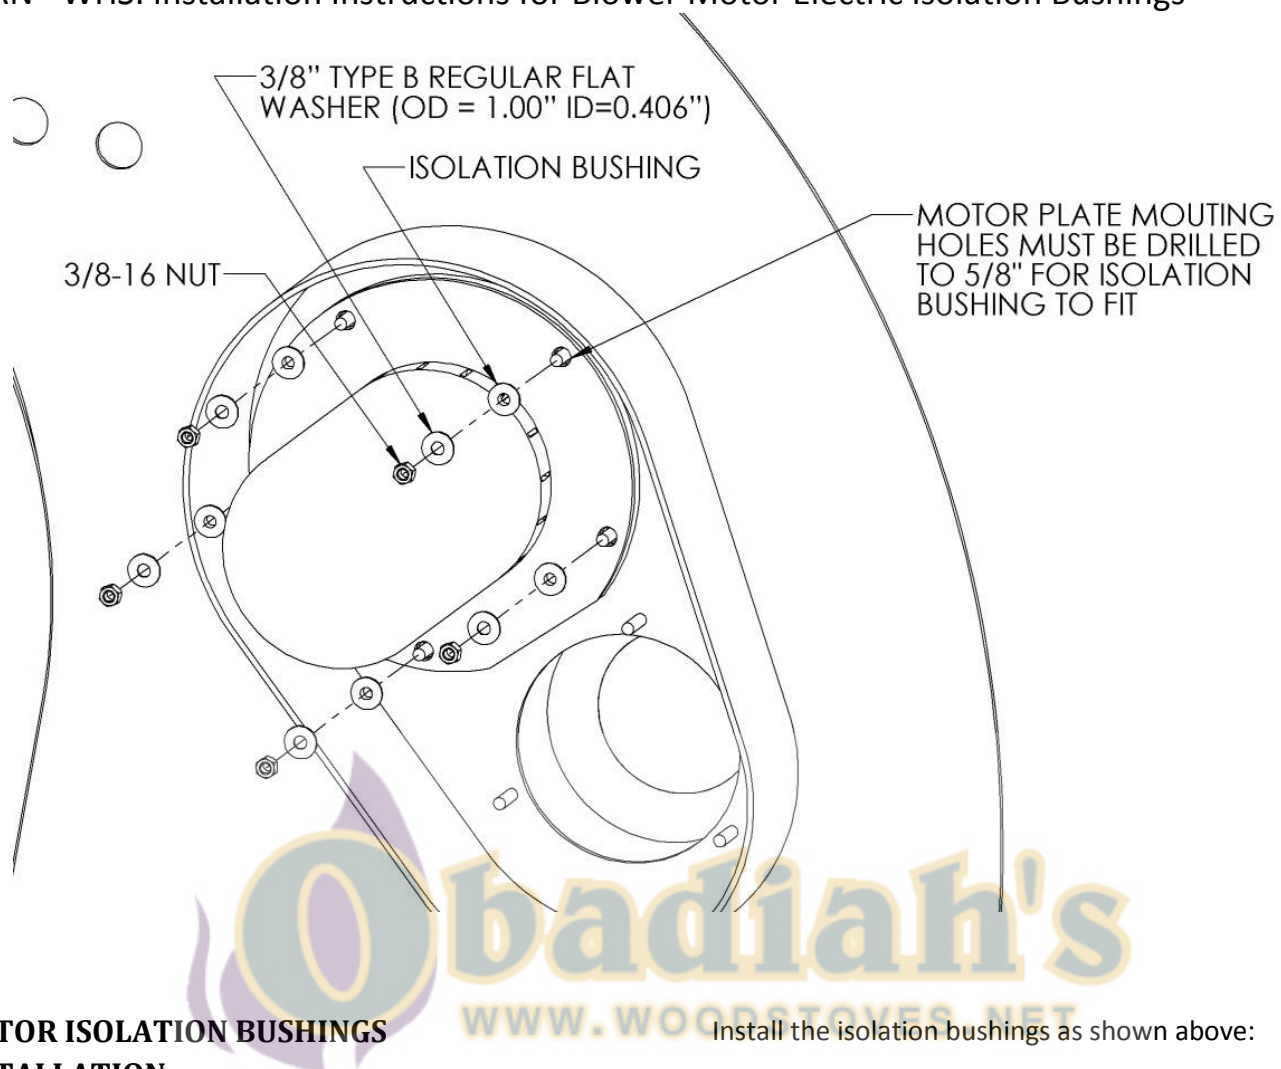 WHS: Installation Instructions for Blower Motor Electric Isolation Bushings
3/8” TYPE B REGULAR FLAT
WASHER (OD = 1.00” ID=0.406”)
ISOLATION BUSHING
MOTOR PLATE MOUTING
HOLES MUST BE DRILLED
TO 5/8" FOR ISOLATION
BUSHING TO FIT
3/8-16 NUT
Obadiah's
WWW.WOODSTOVES.NET
TOR ISOLATION BUSHINGS
TALLATION
Install the isolation bushings as shown above: